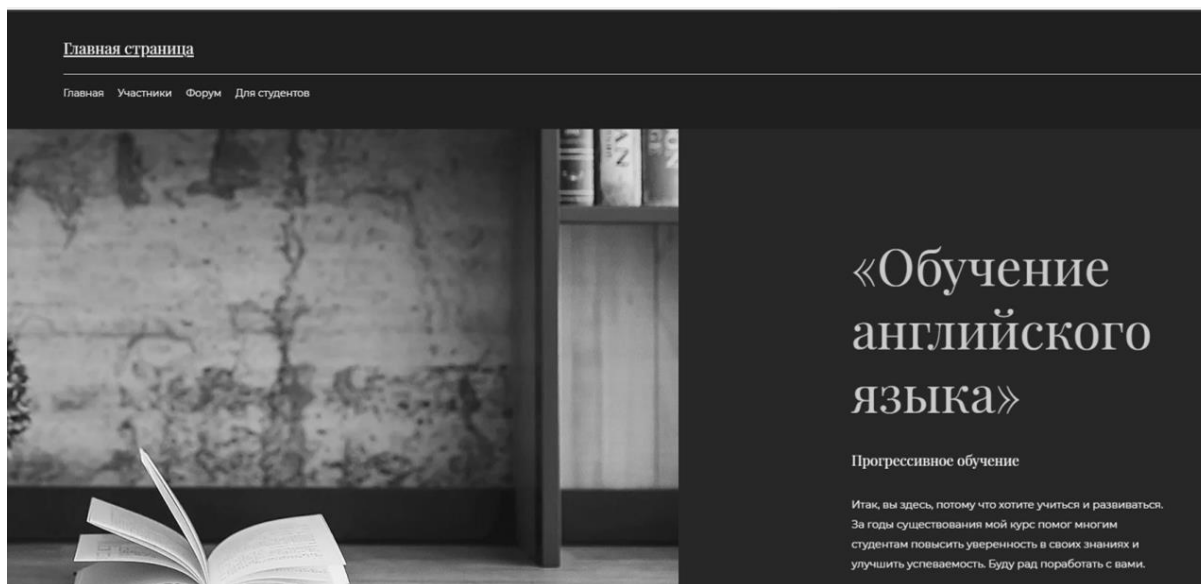 Главная страница
Главная Участники Форум Для студентов
«Обучение
английского
языка»
Прогрессивное обучение
Итак, вы здесь, потому что хотите учиться и развиваться.
За годы существования мой курс помог многим
студентам повысить уверенность в своих знаниях и
улучшить успеваемость. Буду рад поработать с вами.